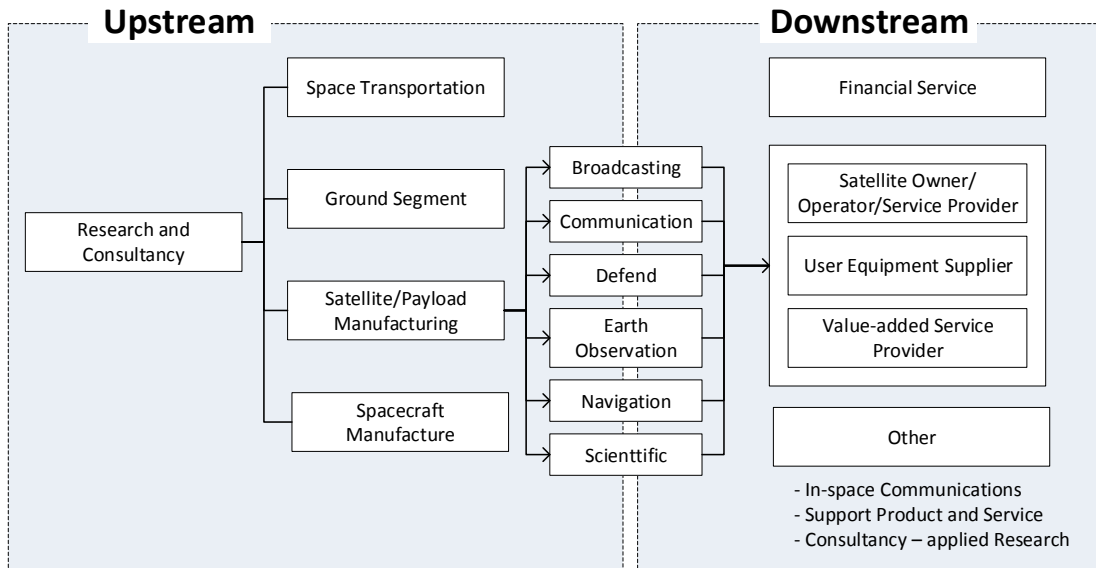 Upstream
Downstream
Space Transportation
Ground Segment
Research and
Consultancy
Satellite/Payload
Manufacturing
Spacecraft
Manufacture
Broadcasting
Communication
Defend
Earth
Observation
Navigation
Scienttific
Financial Service
Satellite Owner/
Operator/Service Provider
User Equipment Supplier
Value-added Service
Provider
Other
- In-space Communications
- Support Product and Service
- Consultancy – applied Research